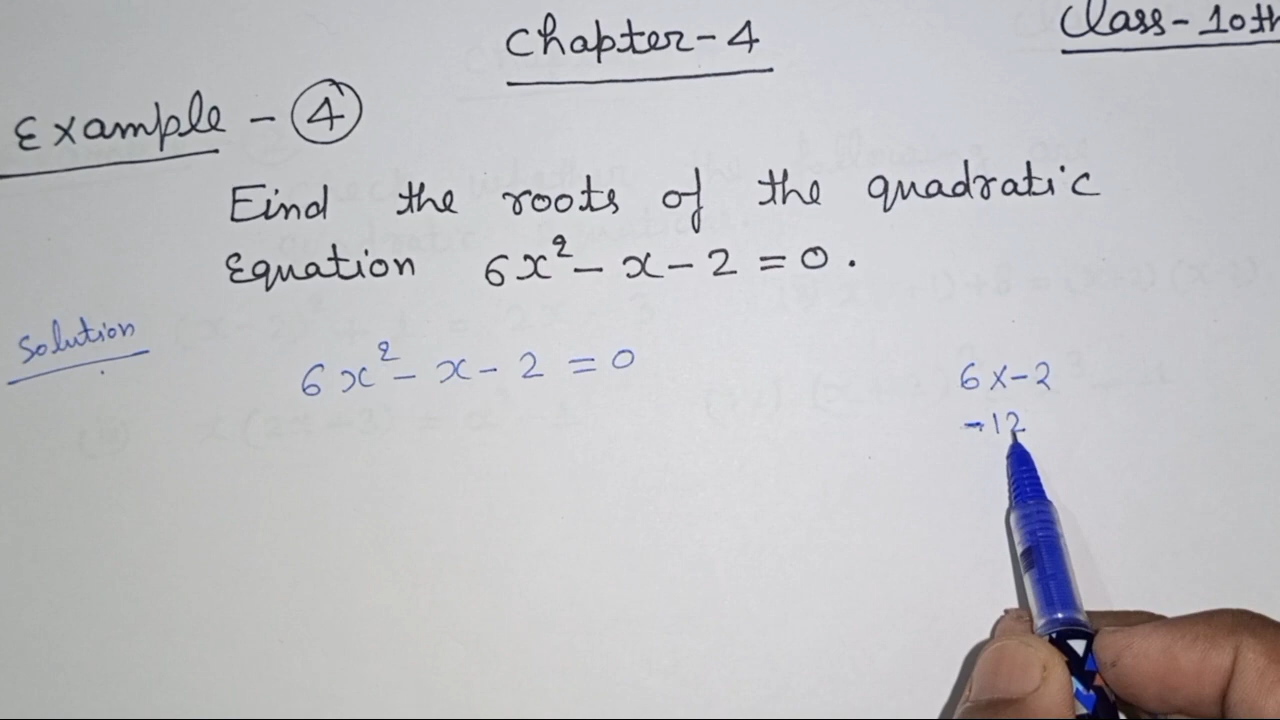 Chapter-4
Class-10th
Example-④
Find the roots of the quadratic
Equation 6x²-x-2=0.
Solution
6x²-x-2=0
6x-2
-12